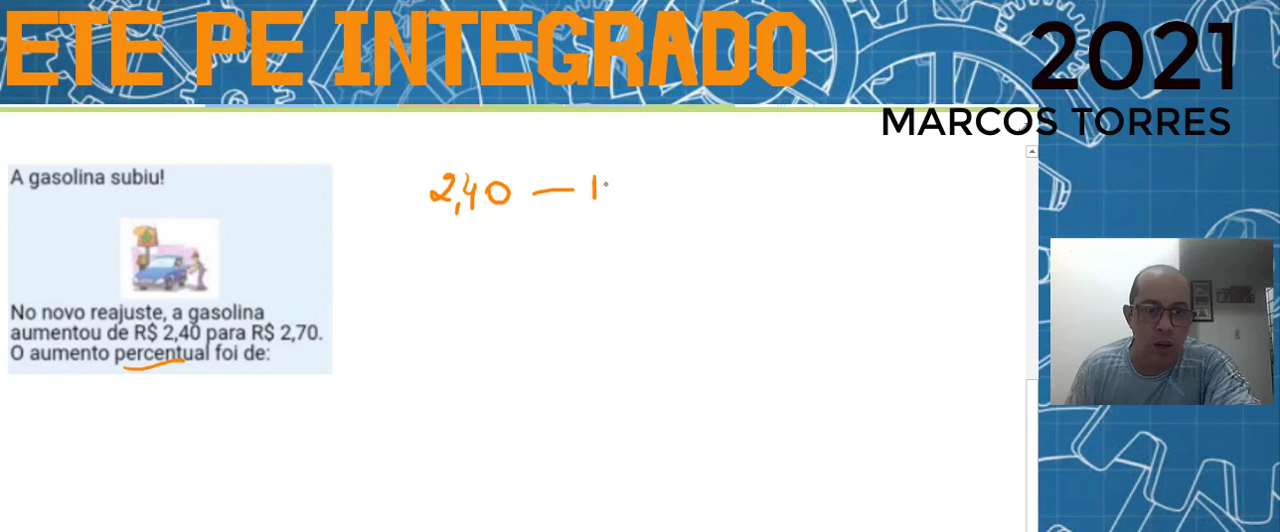 ETE PE INTEGRADO
2021
MARCOS TORRES
A gasolina subiu!
2,40 — 1
No novo reajuste, a gasolina
aumentou de R$ 2,40 para R$ 2,70.
O aumento percentual foi de: